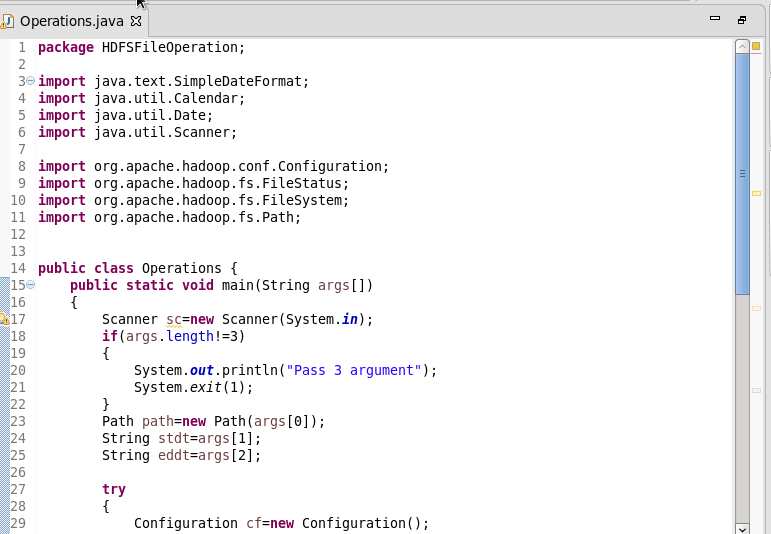 Operations.java
1 package HDFSFileOperation;
2
3 import java.text.SimpleDateFormat;
4 import java.util.Calendar;
5 import java.util.Date;
6 import java.util.Scanner;
7
8 import org.apache.hadoop.conf.Configuration;
9 import org.apache.hadoop.fs.FileStatus;
10 import org.apache.hadoop.fs.FileSystem;
11 import org.apache.hadoop.fs.Path;
12
13
14 public class Operations {
15     public static void main(String args[])
16     {
17         Scanner sc=new Scanner(System.in);
18         if(args.length!=3)
19         {
20             System.out.println("Pass 3 argument");
21             System.exit(1);
22         }
23         Path path=new Path(args[0]);
24         String stdt=args[1];
25         String eddt=args[2];
26
27         try
28         {
29             Configuration cf=new Configuration();